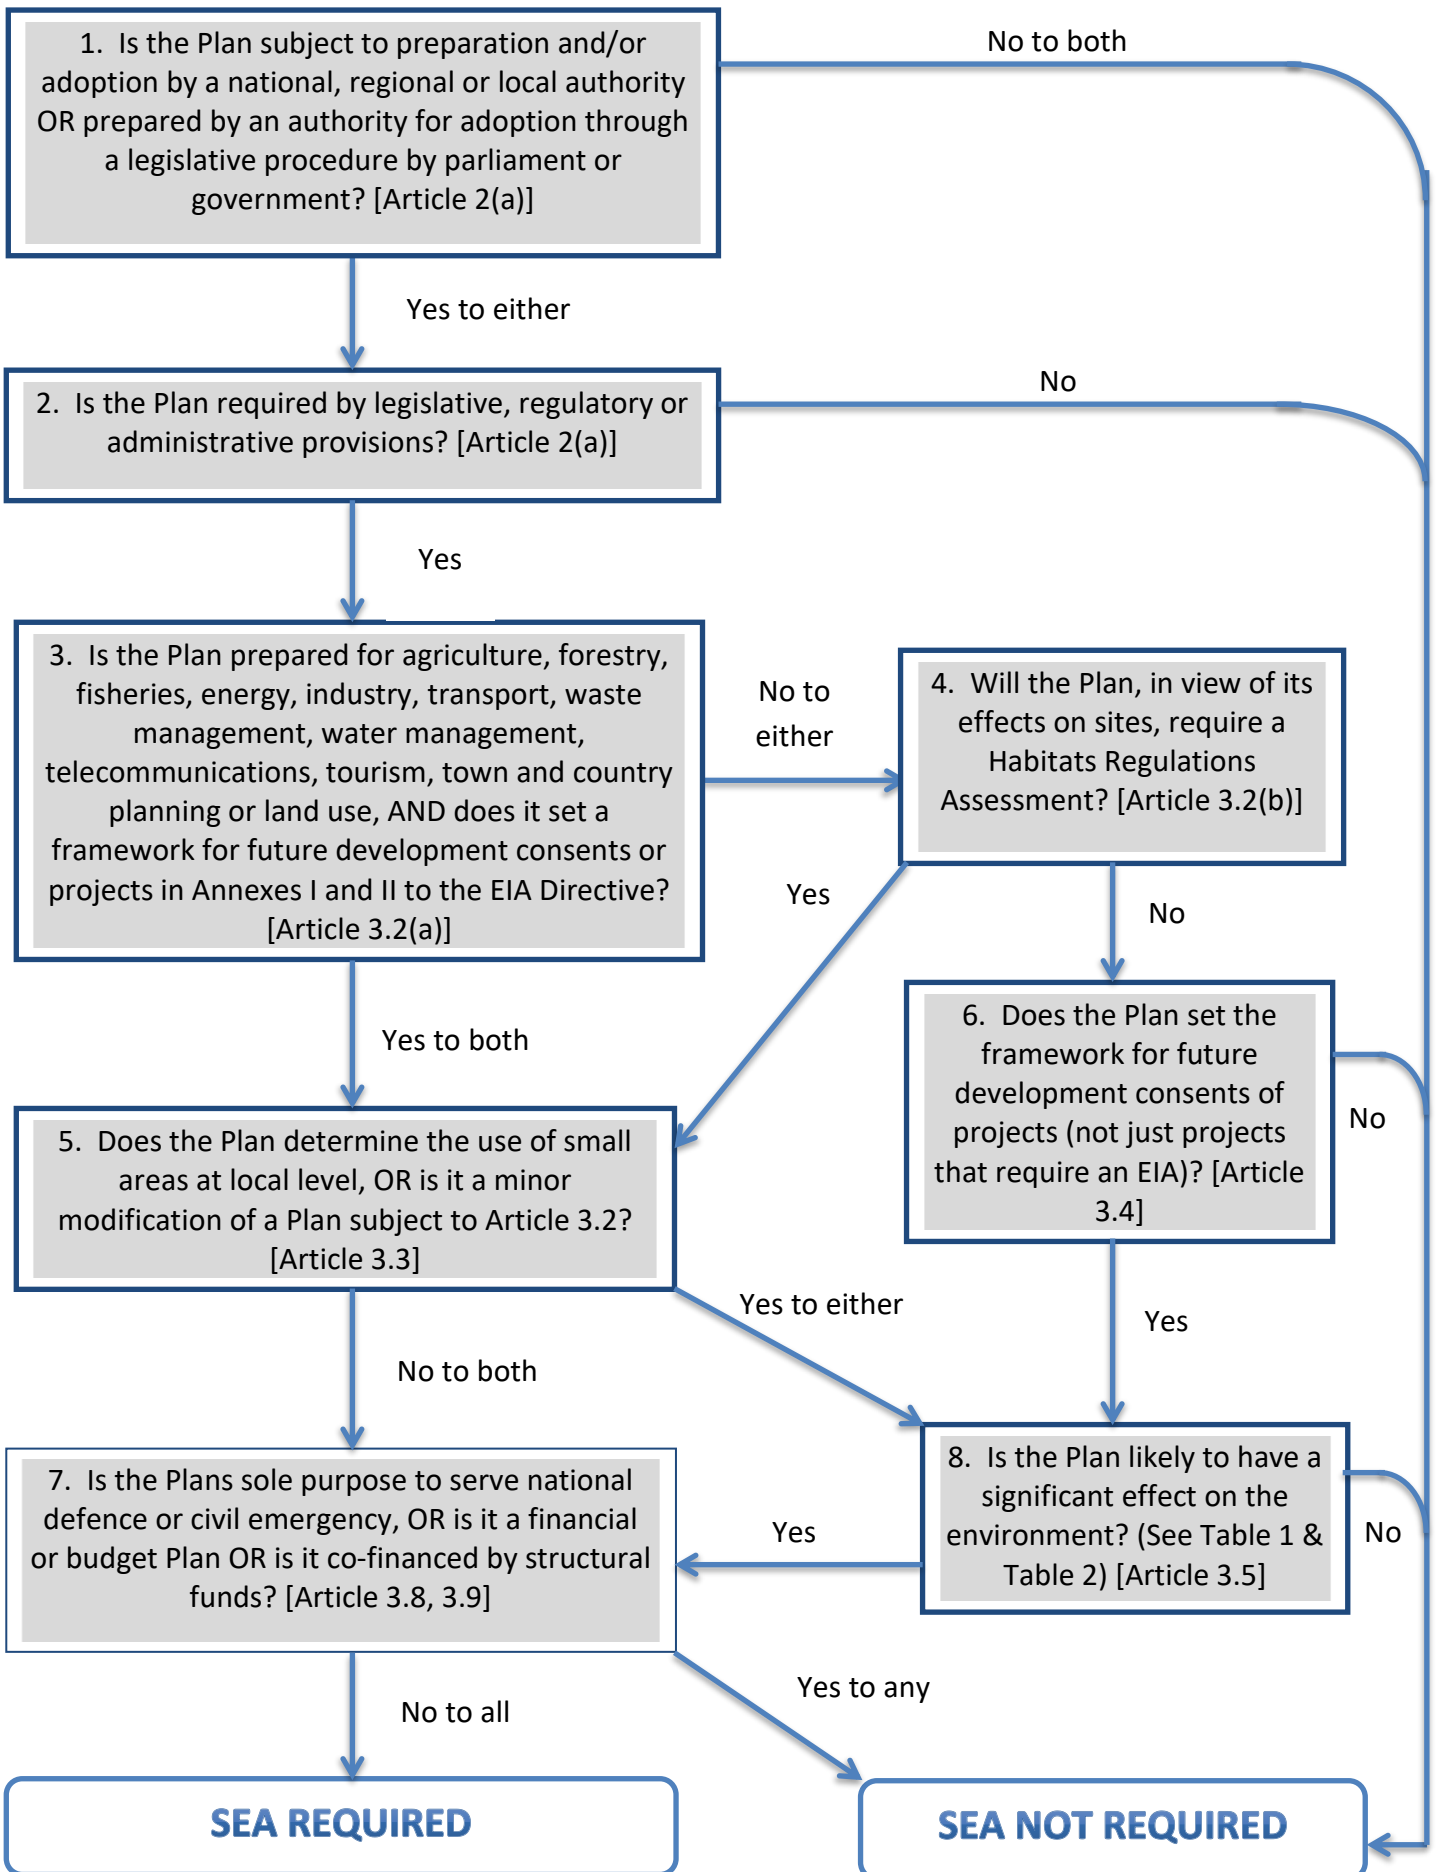 1. Is the Plan subject to preparation and/or
adoption by a national, regional or local authority
OR prepared by an authority for adoption through
a legislative procedure by parliament or
government? [Article 2(a)]
No to both
Yes to either
2. Is the Plan required by legislative, regulatory or
administrative provisions? [Article 2(a)]
No
Yes
3. Is the Plan prepared for agriculture, forestry,
fisheries, energy, industry, transport, waste
management, water management,
telecommunications, tourism, town and country
planning or land use, AND does it set a
framework for future development consents or
projects in Annexes I and II to the EIA Directive?
[Article 3.2(a)]
No to
either
4. Will the Plan, in view of its
effects on sites, require a
Habitats Regulations
Assessment? [Article 3.2(b)]
Yes
No
Yes to both
6. Does the Plan set the
framework for future
development consents of
projects (not just projects
that require an EIA)? [Article
3.4]
No
5. Does the Plan determine the use of small
areas at local level, OR is it a minor
modification of a Plan subject to Article 3.2?
[Article 3.3]
Yes to either
Yes
No to both
7. Is the Plans sole purpose to serve national
defence or civil emergency, OR is it a financial
or budget Plan OR is it co-financed by structural
funds? [Article 3.8, 3.9]
Yes
8. Is the Plan likely to have a
significant effect on the
environment? (See Table 1 &
Table 2) [Article 3.5]
No
No to all
Yes to any
SEA REQUIRED
SEA NOT REQUIRED